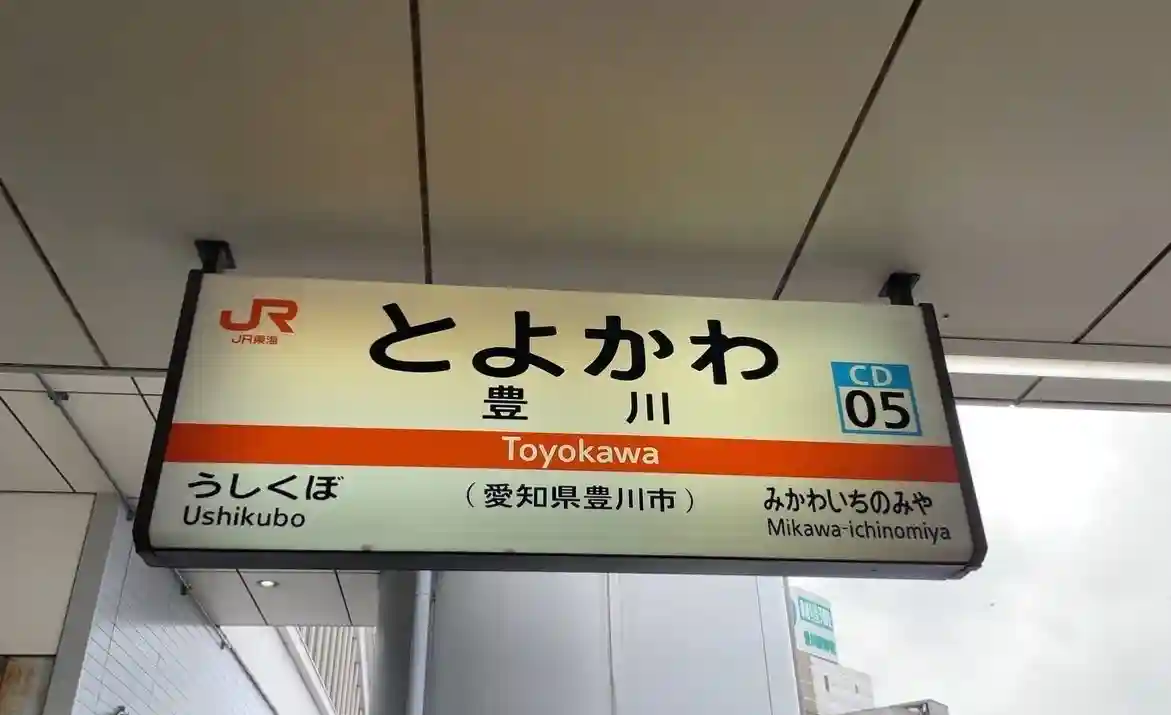 JR
JR東海
とよかわ
豊川
CD
05
Toyokawa
うしくぼ
Ushikubo
(愛知県豊川市)
みかわいちのみや
Mikawa-ichinomiya